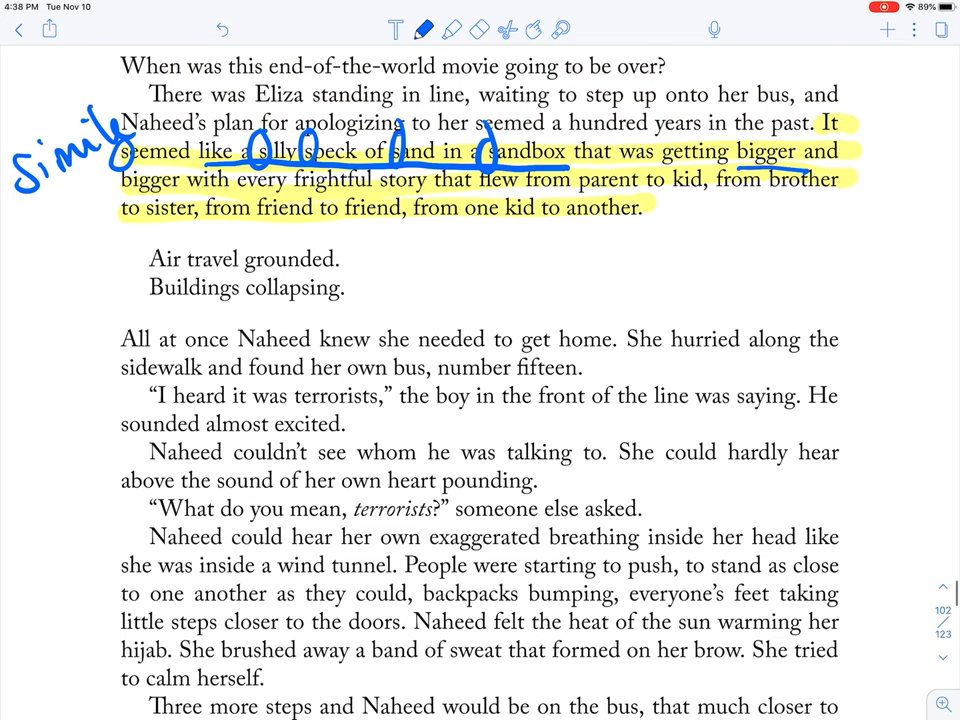 4:38 PM Tue Nov 10
89%
When was this end-of-the-world movie going to be over?
There was Eliza standing in line, waiting to step up onto her bus, and
Naheed’s plan for apologizing to her seemed a hundred years in the past. It
simile
seemed like a silly speck of sand in a sandbox that was getting bigger and
bigger with every frightful story that flew from parent to kid, from brother
to sister, from friend to friend, from one kid to another.
Air travel grounded.
Buildings collapsing.
All at once Naheed knew she needed to get home. She hurried along the
sidewalk and found her own bus, number fifteen.
“I heard it was terrorists,” the boy in the front of the line was saying. He
sounded almost excited.
Naheed couldn’t see whom he was talking to. She could hardly hear
above the sound of her own heart pounding.
“What do you mean, terrorists?” someone else asked.
Naheed could hear her own exaggerated breathing inside her head like
she was inside a wind tunnel. People were starting to push, to stand as close
to one another as they could, backpacks bumping, everyone’s feet taking
little steps closer to the doors. Naheed felt the heat of the sun warming her
hijab. She brushed away a band of sweat that formed on her brow. She tried
to calm herself.
Three more steps and Naheed would be on the bus, that much closer to
102
/
123